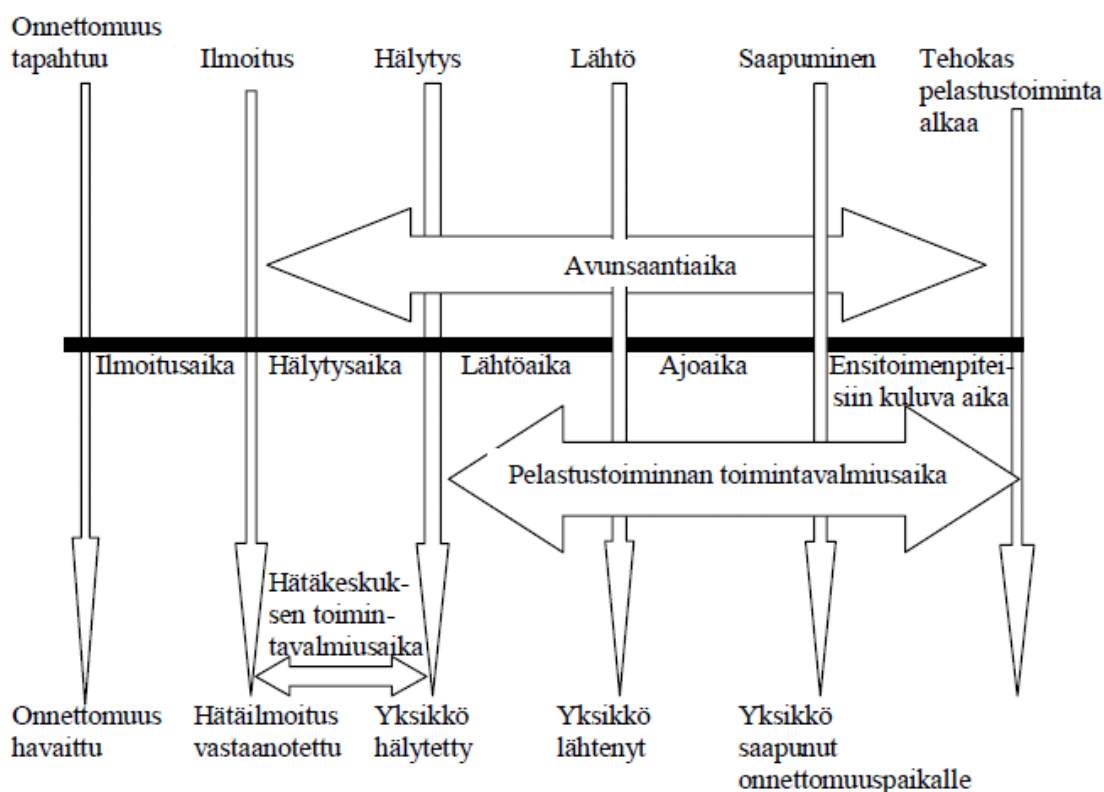 Onnettomuus
tapahtuu
Ilmoitus
Hälytys
Lähtö
Saapuminen
Tehokas
pelastustoiminta
alkaa
Avunsaantiaika
Ilmoitusaika
Hälytysaika
Lähtöaika
Ajoaika
Ensitoimenpitei-
siin kuluva aika
Pelastustoiminnan toimintavalmiusaika
Hätäkeskuk-
sen toimin-
tavalmiusaika
Onnettomuus
havaittu
Hätäilmoitus
vastaanotettu
Yksikkö
hälytetty
Yksikkö
lähtenyt
Yksikkö
saapunut
onnettomuuspaikalle